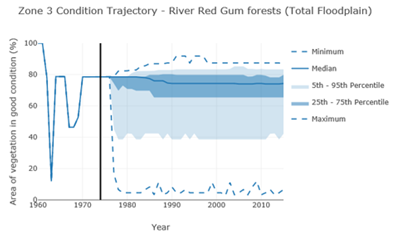 Zone 3 Condition Trajectory - River Red Gum forests (Total Floodplain)
Area of vegetation in good condition (%)
100
80
60
40
20
0
1960
1970
1980
1990
2000
2010
Year
Minimum
Median
5th - 95th Percentile
25th - 75th Percentile
Maximum